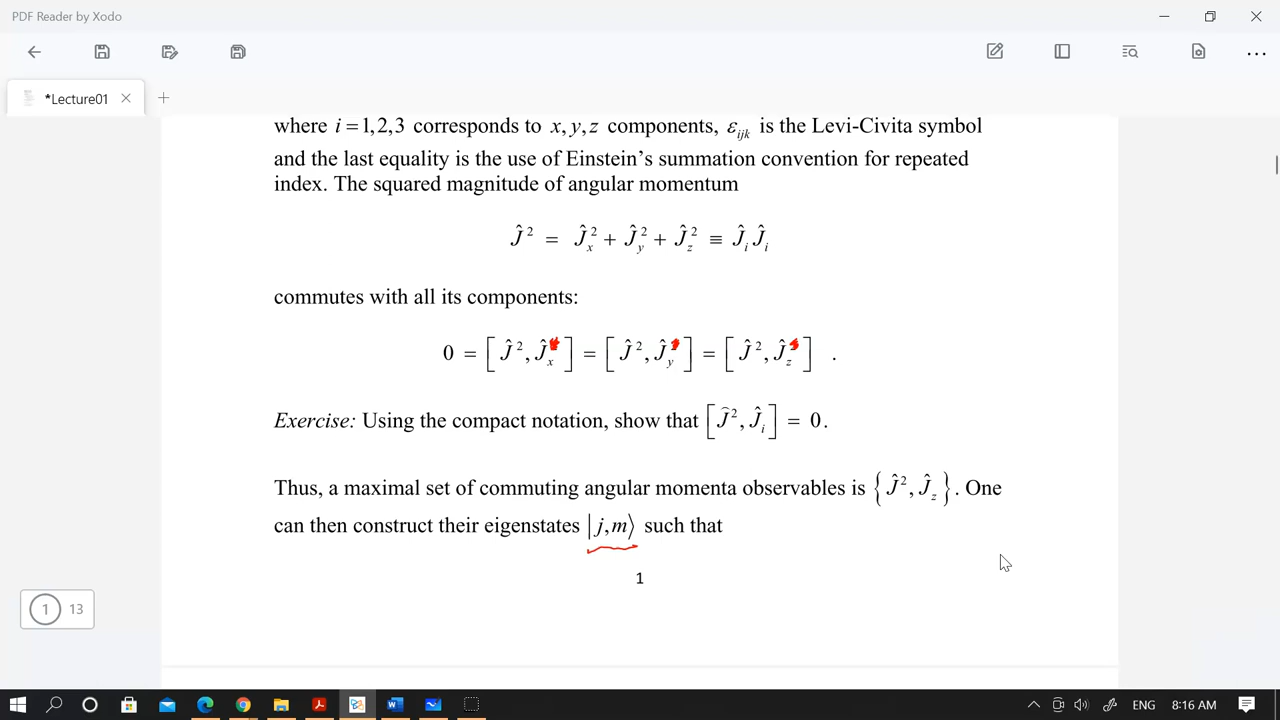 PDF Reader by Xodo
*Lecture01
where i = 1,2,3 corresponds to x, y, z components, ε_ijk is the Levi-Civita symbol
and the last equality is the use of Einstein's summation convention for repeated
index. The squared magnitude of angular momentum
Ĵ² = Ĵ_x² + Ĵ_y² + Ĵ_z² ≡ Ĵ_i Ĵ_i
commutes with all its components:
0 = [Ĵ², Ĵ_x] = [Ĵ², Ĵ_y] = [Ĵ², Ĵ_z] .
Exercise: Using the compact notation, show that [Ĵ², Ĵ_i] = 0.
Thus, a maximal set of commuting angular momenta observables is {Ĵ², Ĵ_z}. One
can then construct their eigenstates |j,m⟩ such that
1
1 13
ENG 8:16 AM